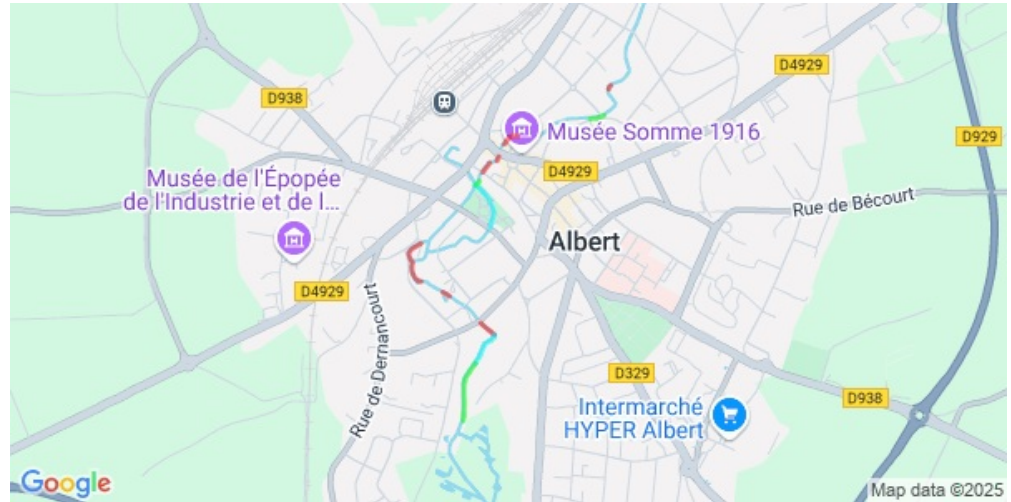 D4929
D938
D929
Musée Somme 1916
D4929
Musée de l'Épopée
de l'Industrie et de l...
Rue de Bécourt
Albert
D4929
Rue de Dernancourt
D329
D938
Intermarché
HYPER Albert
Google
Map data ©2025